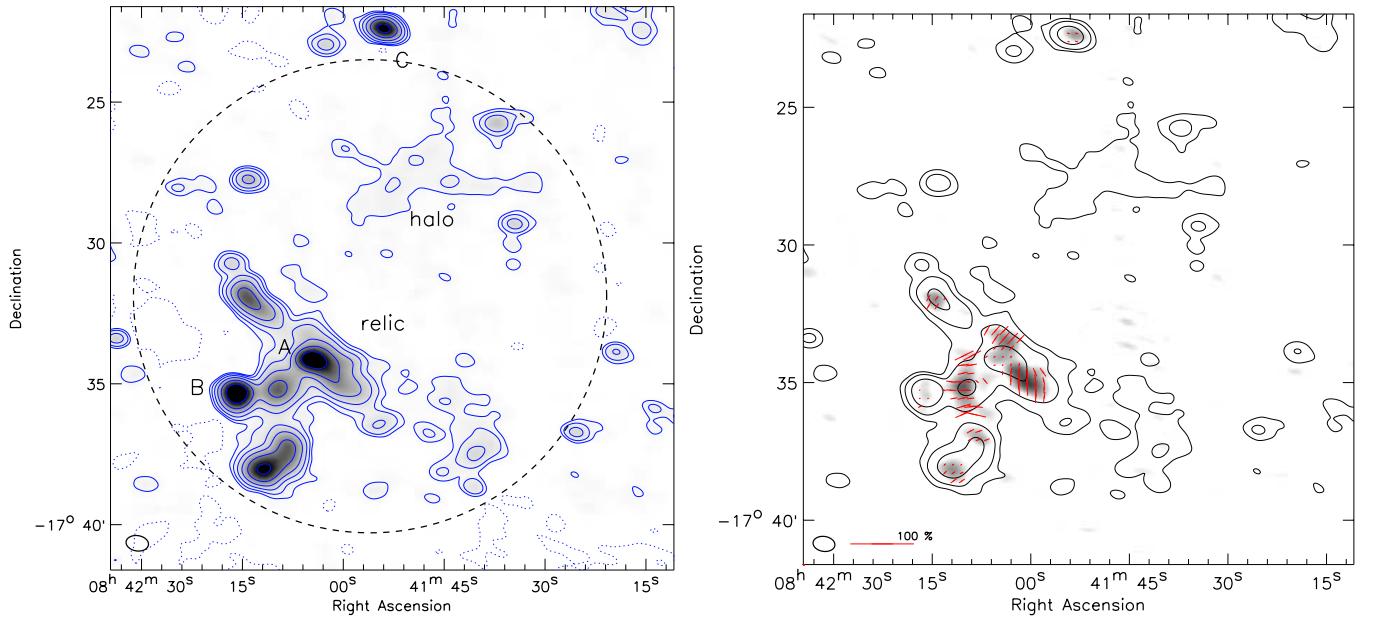 C
25
halo
30
relic
A
35
B
−17° 40'
Declination
08ʰ 42ᵐ 30ˢ 15ˢ 00ˢ 41ᵐ 45ˢ 30ˢ 15ˢ
Right Ascension
25
30
35
−17° 40'
100 %
Declination
08ʰ 42ᵐ 30ˢ 15ˢ 00ˢ 41ᵐ 45ˢ 30ˢ 15ˢ
Right Ascension